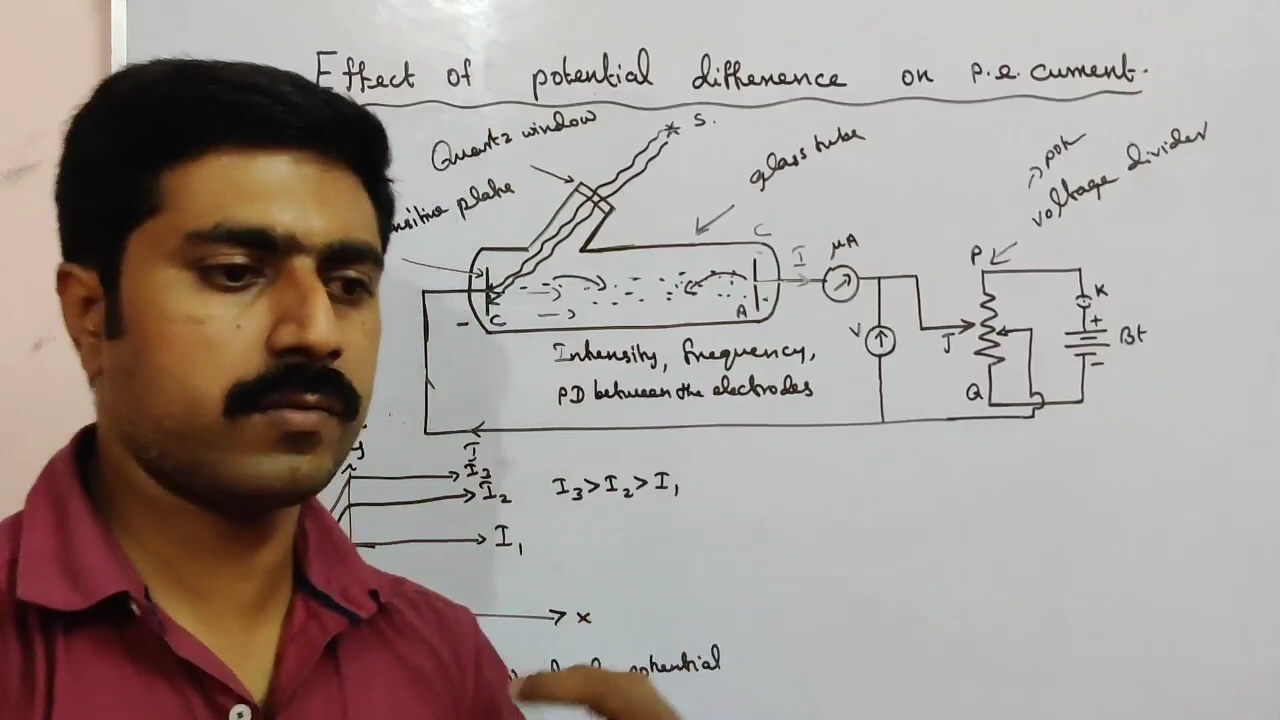 Effect of potential difference on p.e. current.
Quartz window
S.
glass tube
pot
voltage divider
nsitive plate
C
I
μA
P
K
+
Bt
-
-
C
A
V
J
Q
Intensity, frequency,
PD between the electrodes
I
y
I3
I2
I3 > I2 > I1
I1
x
potential